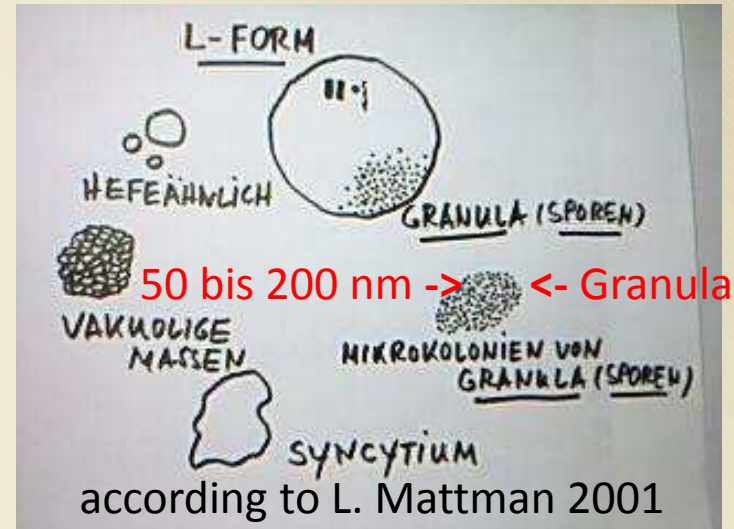 L-FORM
HEFEÄHNLICH
GRANULA (SPOREN)
50 bis 200 nm -> <- Granula
VAKUOLIGE
MASSEN
MIKROKOLONIEN VON
GRANULA (SPOREN)
SYNCYTIUM
according to L. Mattman 2001